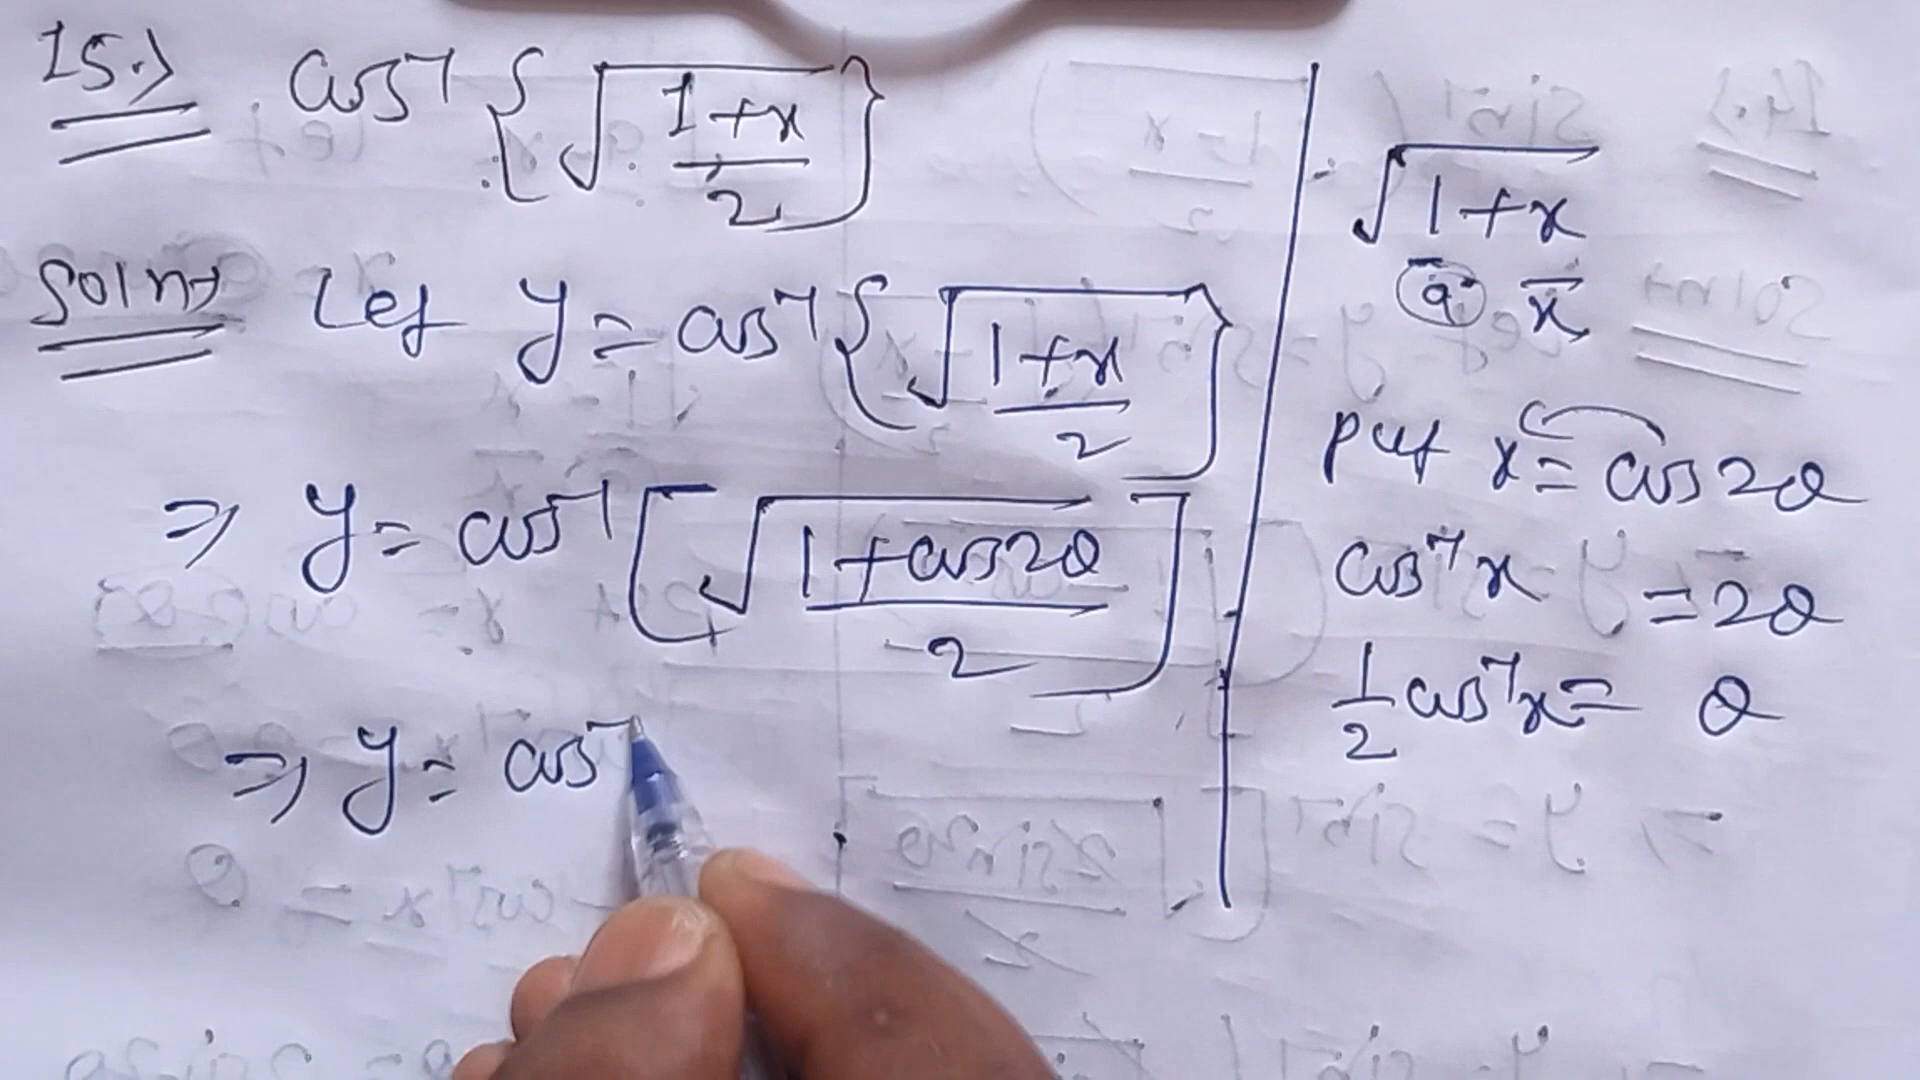 15.) cos⁻¹ {√(1+x)/2}
Soln→ Let y = cos⁻¹ {√(1+x)/2}
⇒ y = cos⁻¹ [√(1+cos2θ)/2]
⇒ y = cos⁻¹
√1+x
a x
put x = cos2θ
cos⁻¹x = 2θ
1/2 cos⁻¹x = θ